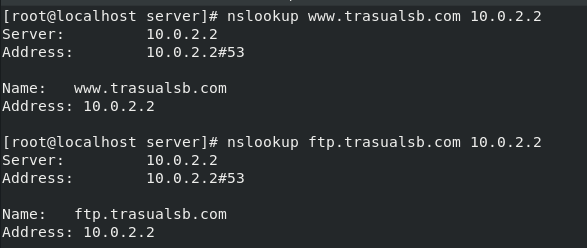 [root@localhost server]# nslookup www.trasualsb.com 10.0.2.2
Server:         10.0.2.2
Address:        10.0.2.2#53
Name:   www.trasualsb.com
Address: 10.0.2.2
[root@localhost server]# nslookup ftp.trasualsb.com 10.0.2.2
Server:         10.0.2.2
Address:        10.0.2.2#53
Name:   ftp.trasualsb.com
Address: 10.0.2.2